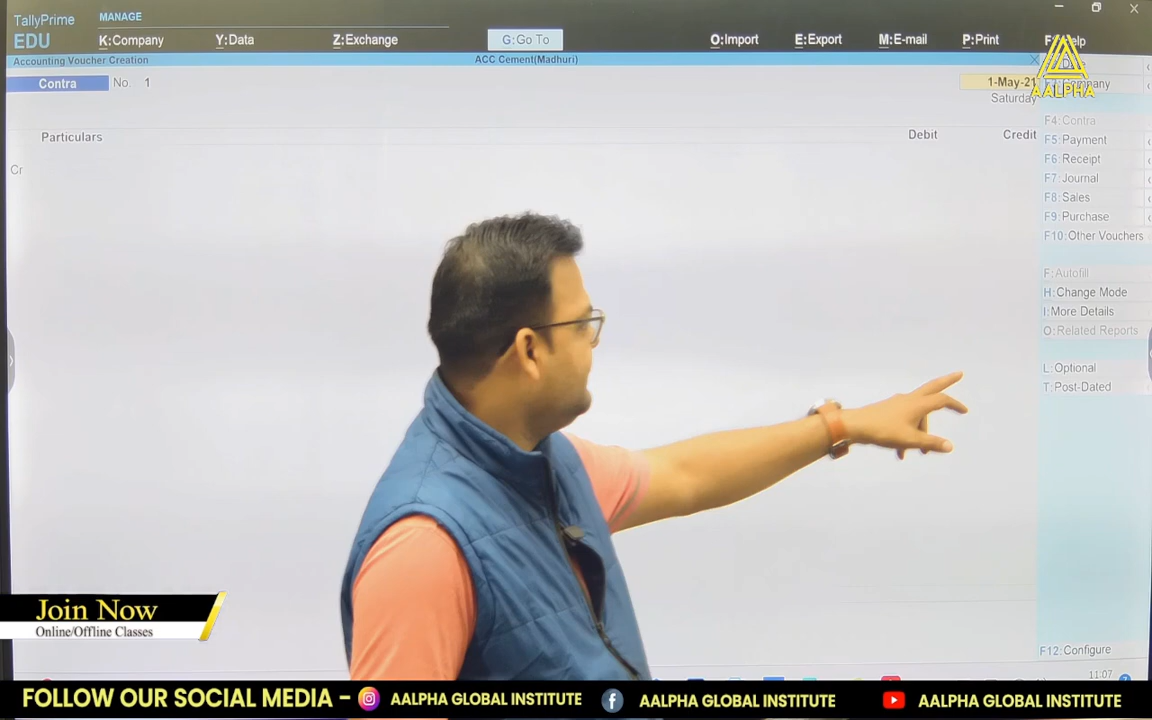 TallyPrime
EDU
MANAGE
K:Company
Y:Data
Z:Exchange
G:Go To
O:Import
E:Export
M:E-mail
P:Print
Accounting Voucher Creation
ACC Cement(Madhuri)
Contra No. 1
1-May-21
Saturday
Particulars
Debit Credit
Cr
AALPHA
F4:Contra
F5:Payment
F6:Receipt
F7:Journal
F8:Sales
F9:Purchase
F10:Other Vouchers
F:Autofill
H:Change Mode
I:More Details
O:Related Reports
L:Optional
T:Post-Dated
F12:Configure
11:07
Join Now
Online/Offline Classes
FOLLOW OUR SOCIAL MEDIA - AALPHA GLOBAL INSTITUTE AALPHA GLOBAL INSTITUTE AALPHA GLOBAL INSTITUTE